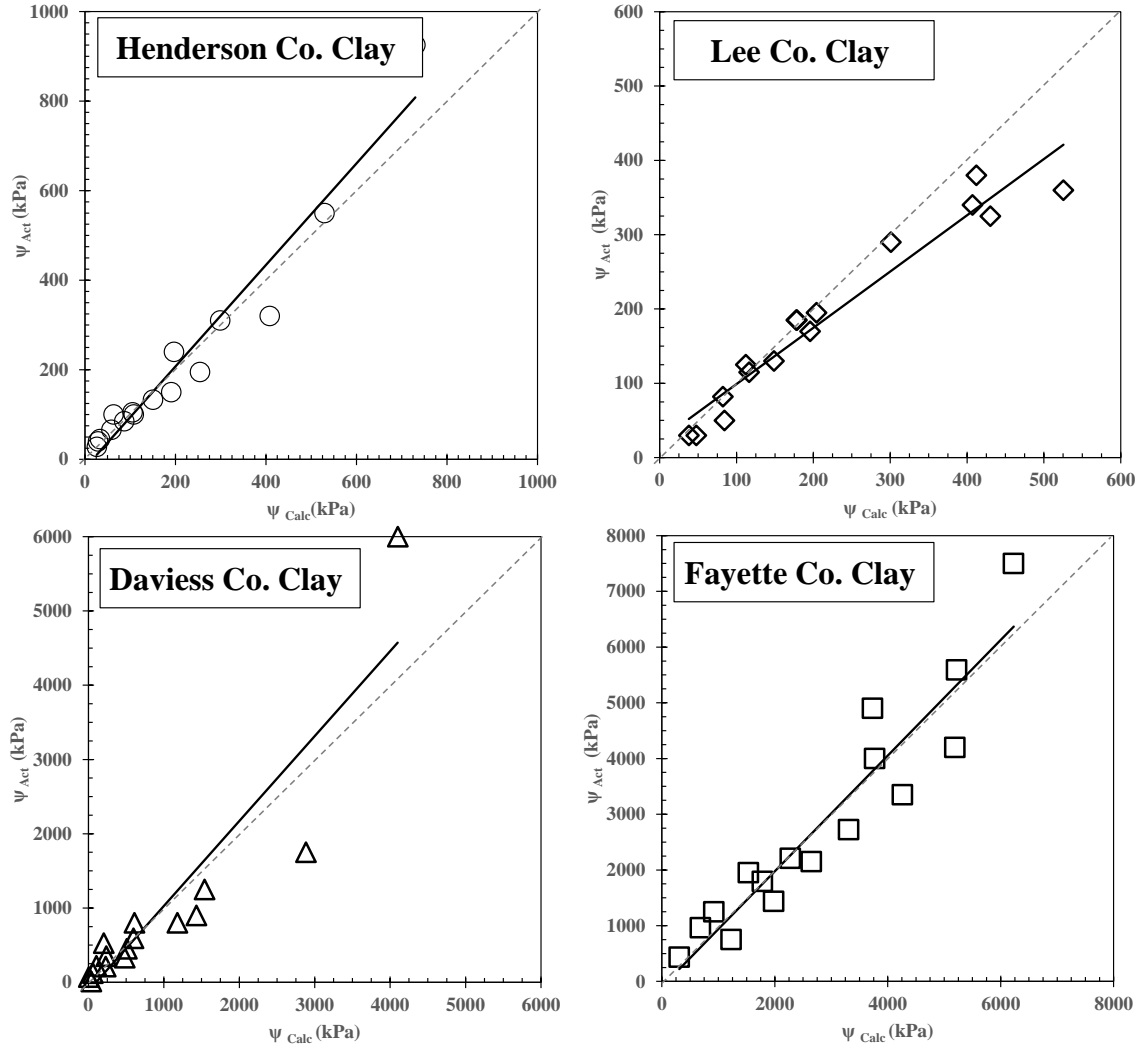 Henderson Co. Clay
1000
800
600
400
200
0
ψ Act (kPa)
0 200 400 600 800 1000
ψ Calc (kPa)
Lee Co. Clay
600
500
400
300
200
100
0
ψ Act (kPa)
0 100 200 300 400 500 600
ψ Calc (kPa)
Daviess Co. Clay
6000
5000
4000
3000
2000
1000
0
ψ Act (kPa)
0 1000 2000 3000 4000 5000 6000
ψ Calc (kPa)
Fayette Co. Clay
8000
7000
6000
5000
4000
3000
2000
1000
0
ψ Act (kPa)
0 2000 4000 6000 8000
ψ Calc (kPa)